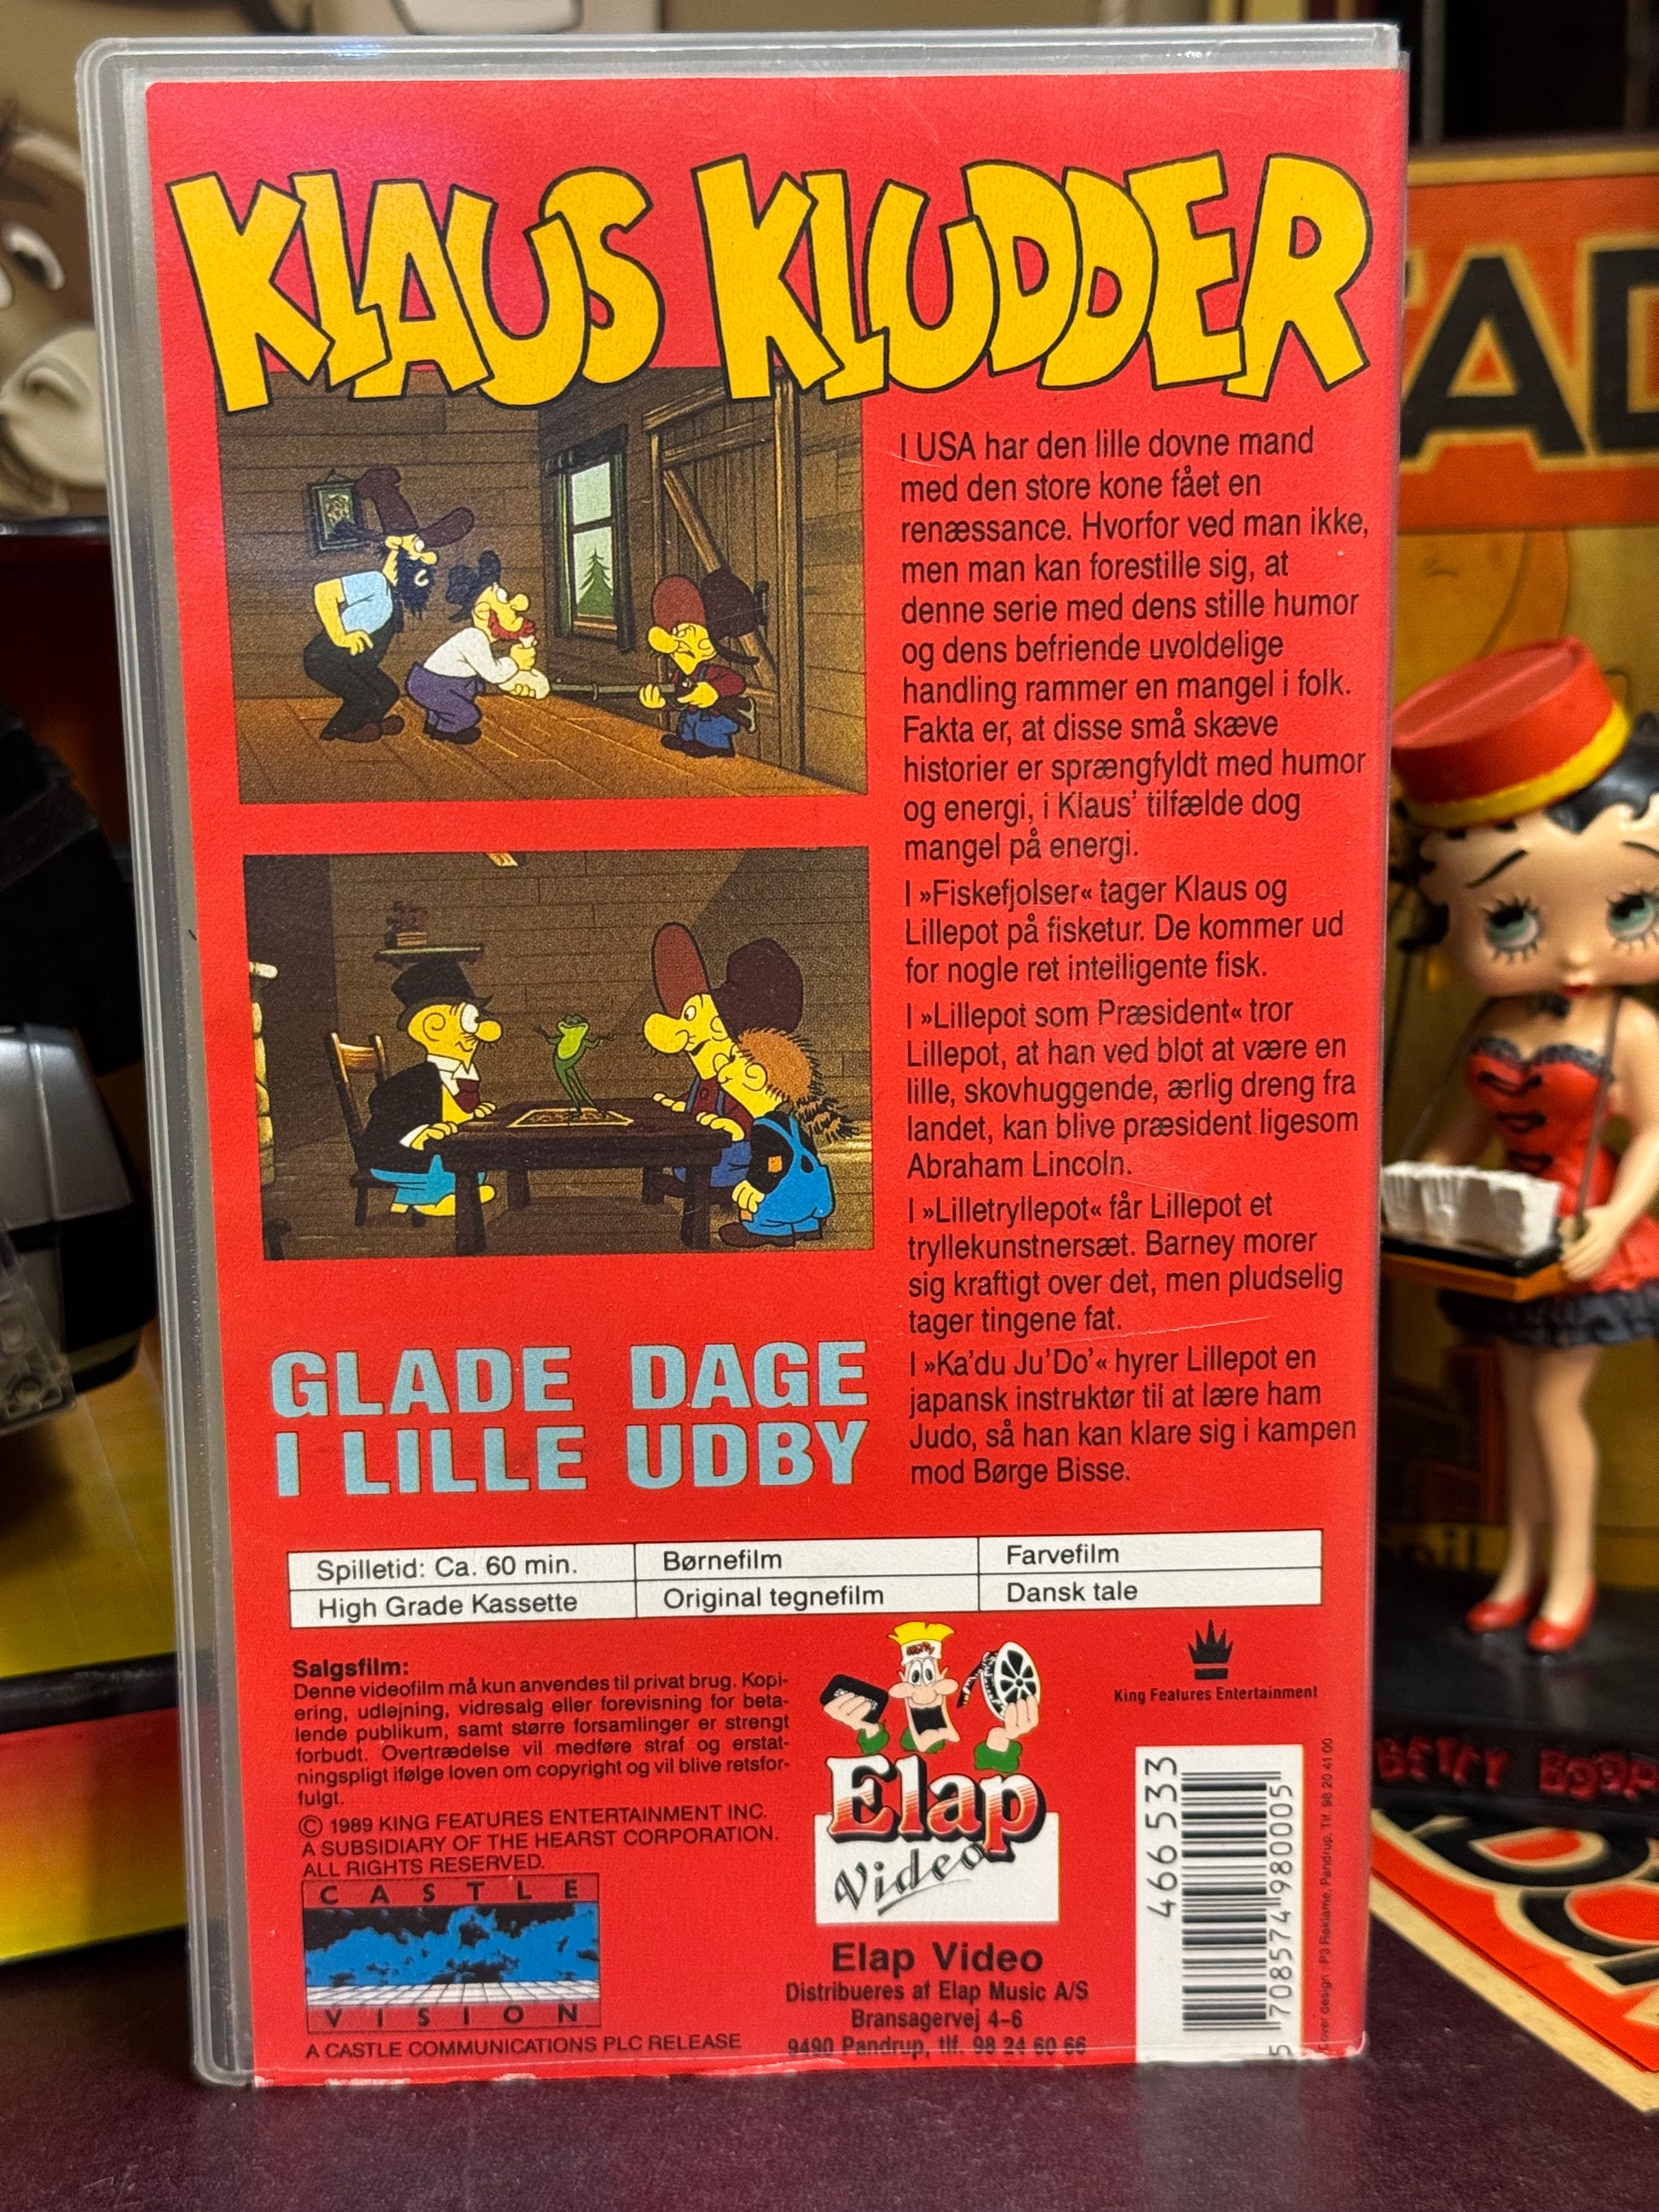 KLAUS KLUDDER
I USA har den lille dovne mand
med den store kone fået en
renæssance. Hvorfor ved man ikke,
men man kan forestille sig, at
denne serie med dens stille humor
og dens befriende uvoldelige
handling rammer en mangel i folk.
Fakta er, at disse små skæve
historier er sprængfyldt med humor
og energi, i Klaus' tilfælde dog
mangel på energi.
I »Fiskefjolser« tager Klaus og
Lillepot på fisketur. De kommer ud
for nogle ret intelligente fisk.
I »Lillepot som Præsident« tror
Lillepot, at han ved blot at være en
lille, skovhuggende, ærlig dreng fra
landet, kan blive præsident ligesom
Abraham Lincoln.
I »Lilletryllepot« får Lillepot et
tryllekunstnersæt. Barney morer
sig kraftigt over det, men pludselig
tager tingene fat.
I »Ka'du Ju'Do'« hyrer Lillepot en
japansk instruktør til at lære ham
Judo, så han kan klare sig i kampen
mod Børge Bisse.
GLADE DAGE
I LILLE UDBY
Spilletid: Ca. 60 min.
Børnefilm
Farvefilm
High Grade Kassette
Original tegnefilm
Dansk tale
Salgsfilm:
Denne videofilm må kun anvendes til privat brug. Kopi-
ering, udlejning, vidresalg eller forevisning for beta-
lende publikum, samt større forsamlinger er strengt
forbudt. Overtrædelse vil medføre straf og erstat-
ningspligt ifølge loven om copyright og vil blive retsfor-
fulgt.
© 1989 KING FEATURES ENTERTAINMENT INC.
A SUBSIDIARY OF THE HEARST CORPORATION.
ALL RIGHTS RESERVED.
CASTLE
VISION
A CASTLE COMMUNICATIONS PLC RELEASE
Elap
Video
Elap Video
Distribueres af Elap Music A/S
Bransagervej 4-6
9490 Pandrup, tlf. 98 24 60 66
King Features Entertainment
466533
5 708574 980005
Cover design: P3 Reklame, Pandrup. Tlf. 98 20 41 00
BETTY BOOP